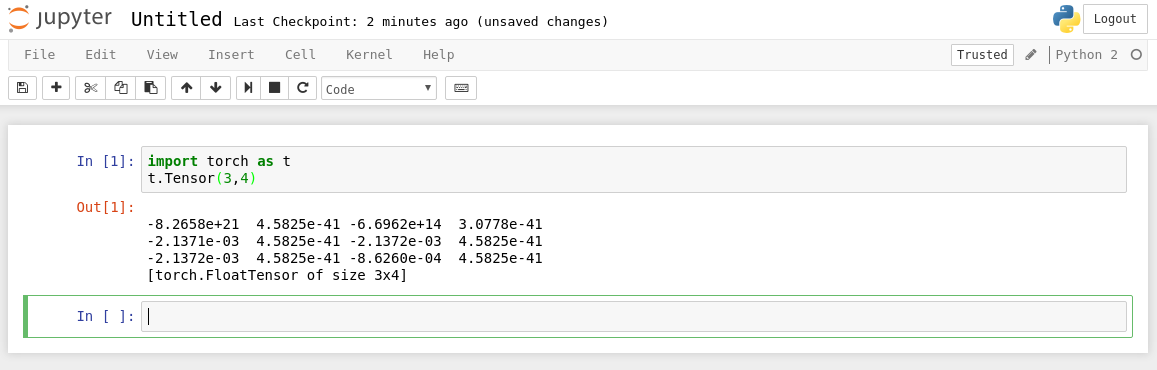 jupyter Untitled Last Checkpoint: 2 minutes ago (unsaved changes) Logout
File Edit View Insert Cell Kernel Help Trusted Python 2
Code
In [1]: import torch as t
t.Tensor(3,4)
Out[1]:
-8.2658e+21 4.5825e-41 -6.6962e+14 3.0778e-41
-2.1371e-03 4.5825e-41 -2.1372e-03 4.5825e-41
-2.1372e-03 4.5825e-41 -8.6260e-04 4.5825e-41
[torch.FloatTensor of size 3x4]
In [ ]: